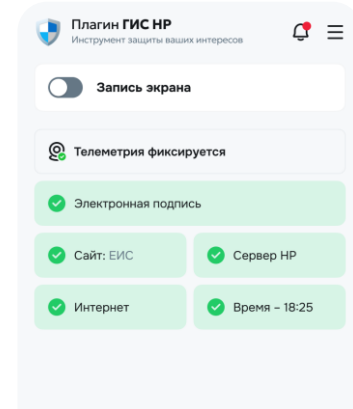 Плагин ГИС НР
Инструмент защиты ваших интересов
Запись экрана
Телеметрия фиксируется
Электронная подпись
Сайт: ЕИС
Сервер НР
Интернет
Время – 18:25